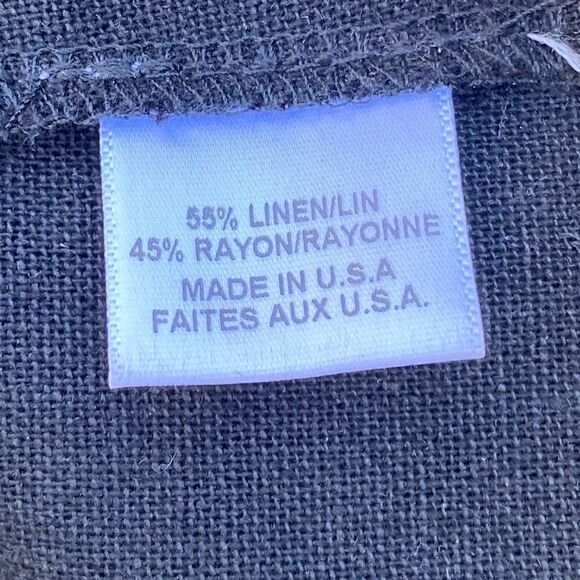 55% LINEN/LIN
45% RAYON/RAYONNE
MADE IN U.S.A
FAITES AUX U.S.A.